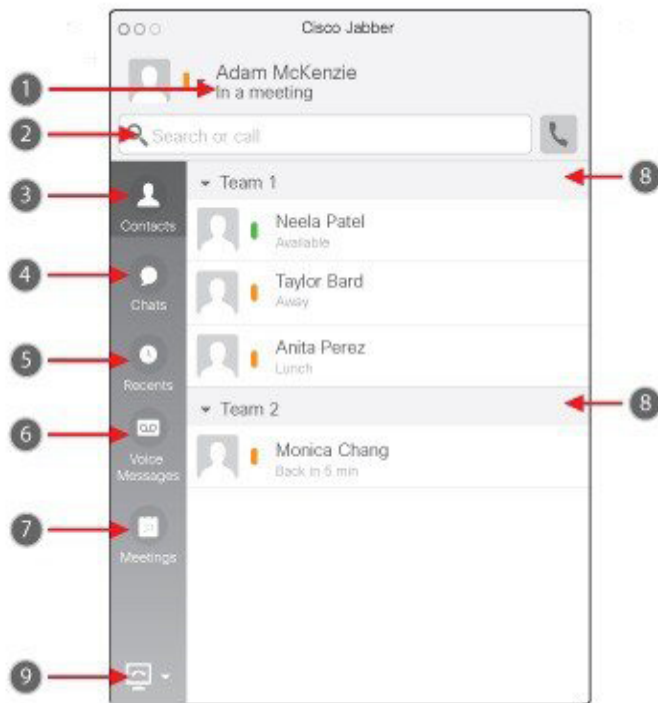 Cisco Jabber
Adam McKenzie
1 In a meeting
2 Search or call
Team 1 8
3 Contacts
Neela Patel
Available
4 Chats
Taylor Bard
Away
5 Recents
Anita Perez
Lunch
Team 2 8
6 Voice
Messages
Monica Chang
Back in 5 min
7 Meetings
9